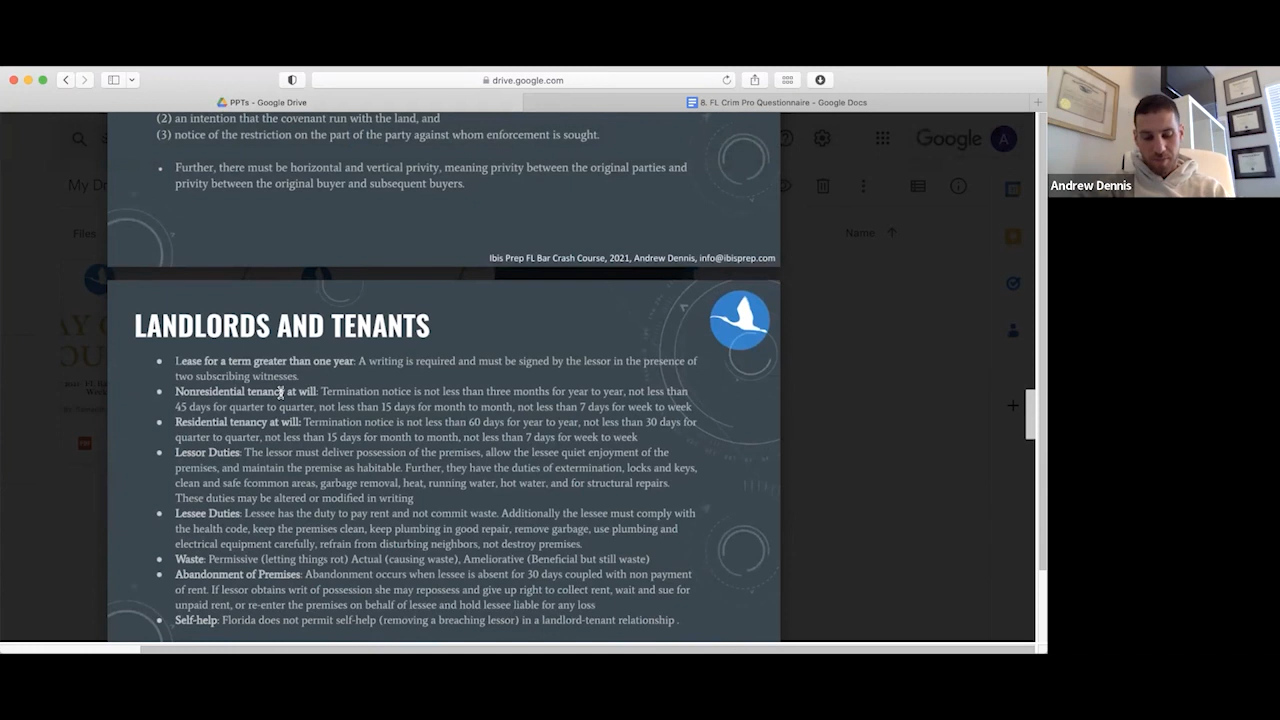 drive.google.com
PPTs - Google Drive
8. FL Crim Pro Questionnaire - Google Docs
(2) an intention that the covenant run with the land, and
(3) notice of the restriction on the part of the party against whom enforcement is sought.
Google
A
Andrew Dennis
• Further, there must be horizontal and vertical privity, meaning privity between the original parties and
privity between the original buyer and subsequent buyers.
My Dr
Files
Name
Ibis Prep FL Bar Crash Course, 2021, Andrew Dennis, info@ibisprep.com
LANDLORDS AND TENANTS
• Lease for a term greater than one year: A writing is required and must be signed by the lessor in the presence of
two subscribing witnesses.
• Nonresidential tenancy at will: Termination notice is not less than three months for year to year, not less than
45 days for quarter to quarter, not less than 15 days for month to month, not less than 7 days for week to week
• Residential tenancy at will: Termination notice is not less than 60 days for year to year, not less than 30 days for
quarter to quarter, not less than 15 days for month to month, not less than 7 days for week to week
• Lessor Duties: The lessor must deliver possession of the premises, allow the lessee quiet enjoyment of the
premises, and maintain the premise as habitable. Further, they have the duties of extermination, locks and keys,
clean and safe fcommon areas, garbage removal, heat, running water, hot water, and for structural repairs.
These duties may be altered or modified in writing
• Lessee Duties: Lessee has the duty to pay rent and not commit waste. Additionally the lessee must comply with
the health code, keep the premises clean, keep plumbing in good repair, remove garbage, use plumbing and
electrical equipment carefully, refrain from disturbing neighbors, not destroy premises.
• Waste: Permissive (letting things rot) Actual (causing waste), Ameliorative (Beneficial but still waste)
• Abandonment of Premises: Abandonment occurs when lessee is absent for 30 days coupled with non payment
of rent. If lessor obtains writ of possession she may repossess and give up right to collect rent, wait and sue for
unpaid rent, or re-enter the premises on behalf of lessee and hold lessee liable for any loss
• Self-help: Florida does not permit self-help (removing a breaching lessor) in a landlord-tenant relationship .